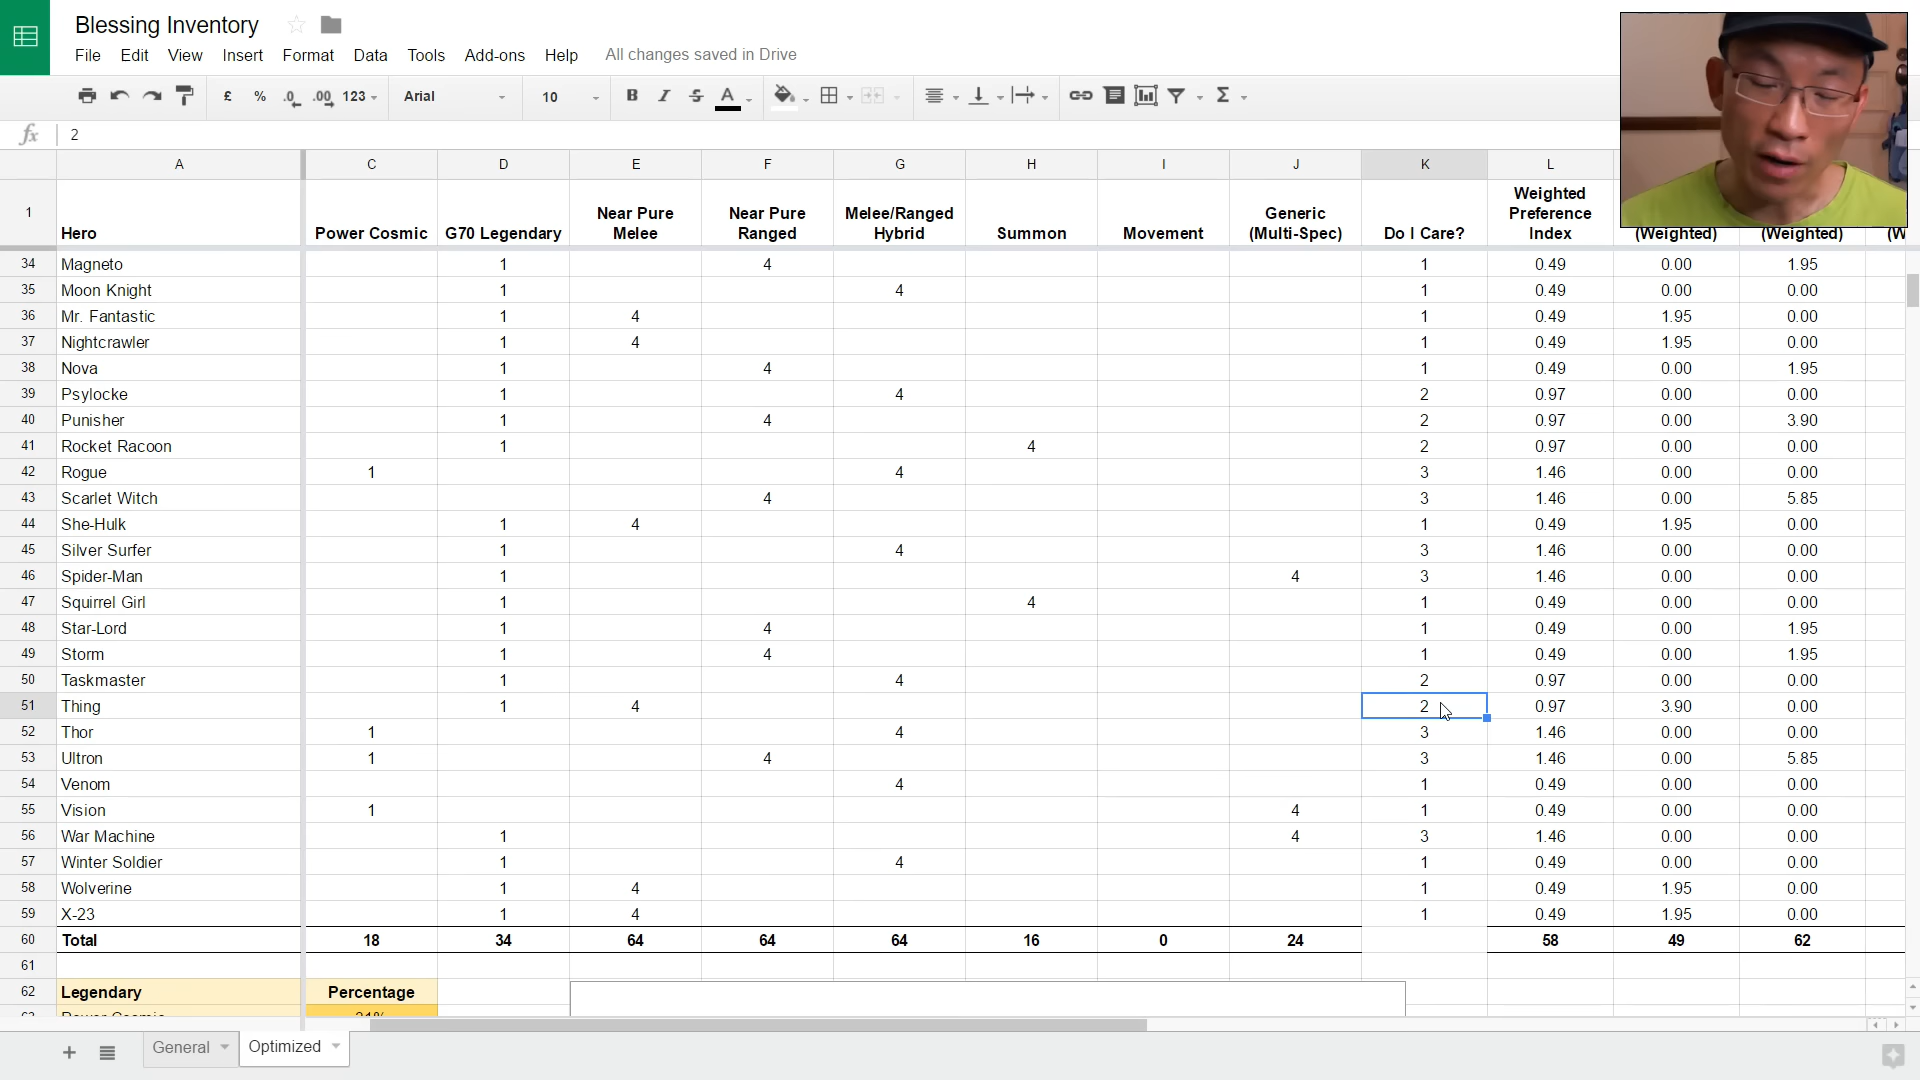 Blessing Inventory
File Edit View Insert Format Data Tools Add-ons Help All changes saved in Drive
£ % .0 .00 123 Arial 10 B I S A Σ
fx 2
A C D E F G H I J K L
1 Hero Power Cosmic G70 Legendary Near Pure Melee Near Pure Ranged Melee/Ranged Hybrid Summon Movement Generic (Multi-Spec) Do I Care? Weighted Preference Index (Weighted) (Weighted)
34 Magneto 1 4 1 0.49 0.00 1.95
35 Moon Knight 1 4 1 0.49 0.00 0.00
36 Mr. Fantastic 1 4 1 0.49 1.95 0.00
37 Nightcrawler 1 4 1 0.49 1.95 0.00
38 Nova 1 4 1 0.49 0.00 1.95
39 Psylocke 1 4 2 0.97 0.00 0.00
40 Punisher 1 4 2 0.97 0.00 3.90
41 Rocket Racoon 1 4 2 0.97 0.00 0.00
42 Rogue 1 4 3 1.46 0.00 0.00
43 Scarlet Witch 4 3 1.46 0.00 5.85
44 She-Hulk 1 4 1 0.49 1.95 0.00
45 Silver Surfer 1 4 3 1.46 0.00 0.00
46 Spider-Man 1 4 3 1.46 0.00 0.00
47 Squirrel Girl 1 4 1 0.49 0.00 0.00
48 Star-Lord 1 4 1 0.49 0.00 1.95
49 Storm 1 4 1 0.49 0.00 1.95
50 Taskmaster 1 4 2 0.97 0.00 0.00
51 Thing 1 4 2 0.97 3.90 0.00
52 Thor 1 4 3 1.46 0.00 0.00
53 Ultron 1 4 3 1.46 0.00 5.85
54 Venom 4 1 0.49 0.00 0.00
55 Vision 1 4 1 0.49 0.00 0.00
56 War Machine 1 4 3 1.46 0.00 0.00
57 Winter Soldier 1 4 1 0.49 0.00 0.00
58 Wolverine 1 4 1 0.49 1.95 0.00
59 X-23 1 4 1 0.49 1.95 0.00
60 Total 18 34 64 64 64 16 0 24 58 49 62
61
62 Legendary Percentage
General Optimized